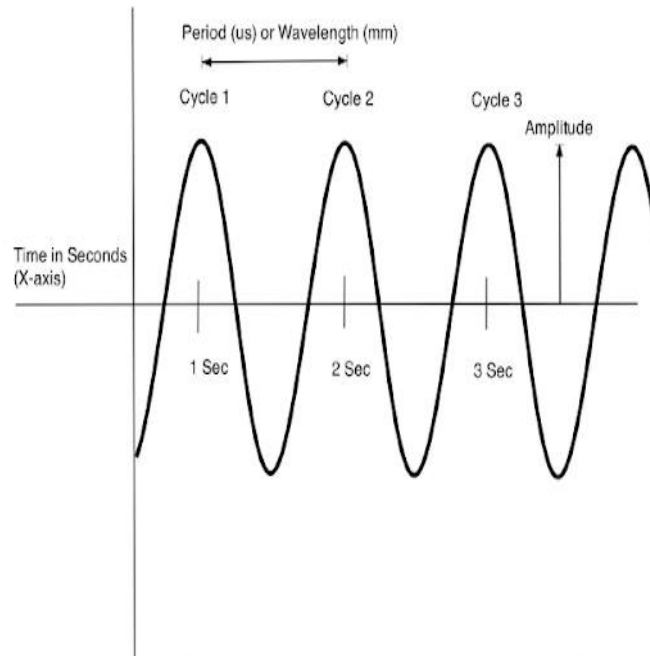 Period (us) or Wavelength (mm)
Cycle 1
Cycle 2
Cycle 3
Amplitude
Time in Seconds
(X-axis)
1 Sec
2 Sec
3 Sec